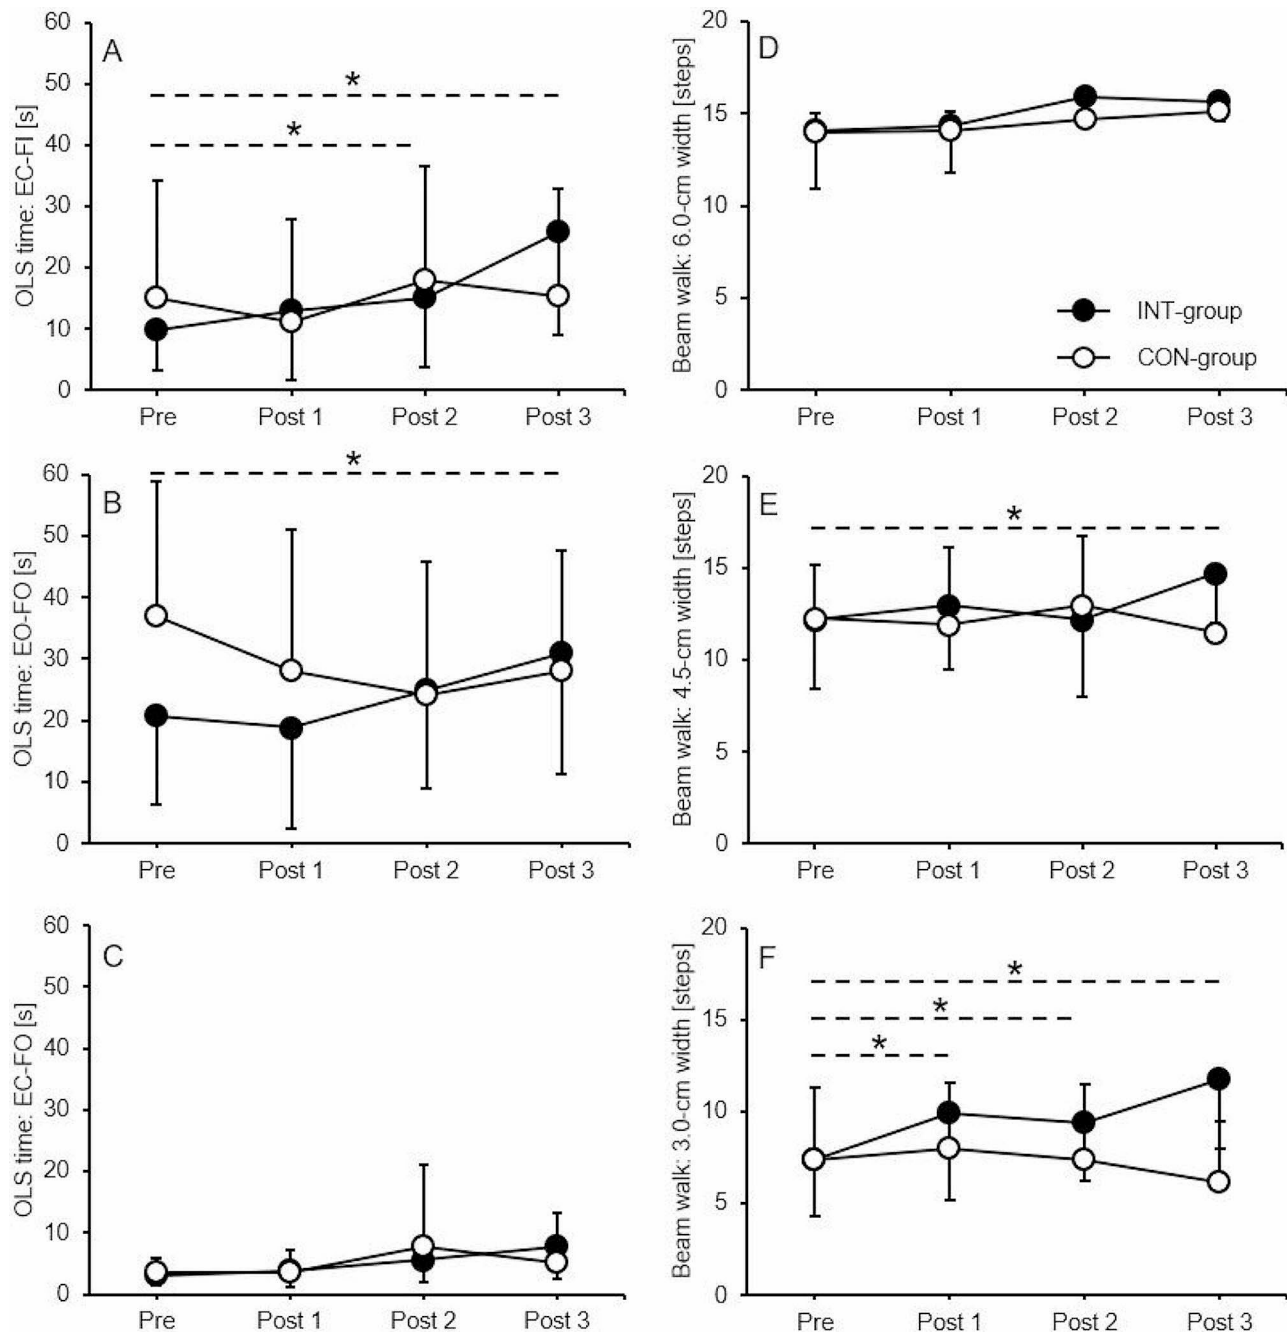 A
OLS time: EC-FI [s]
60
50
40
30
20
10
0
*
*
Pre Post 1 Post 2 Post 3
D
Beam walk: 6.0-cm width [steps]
20
15
10
5
0
INT-group
CON-group
Pre Post 1 Post 2 Post 3
B
OLS time: EO-FO [s]
60
50
40
30
20
10
0
*
Pre Post 1 Post 2 Post 3
E
Beam walk: 4.5-cm width [steps]
20
15
10
5
0
*
Pre Post 1 Post 2 Post 3
C
OLS time: EC-FO [s]
60
50
40
30
20
10
0
Pre Post 1 Post 2 Post 3
F
Beam walk: 3.0-cm width [steps]
20
15
10
5
0
*
*
*
Pre Post 1 Post 2 Post 3